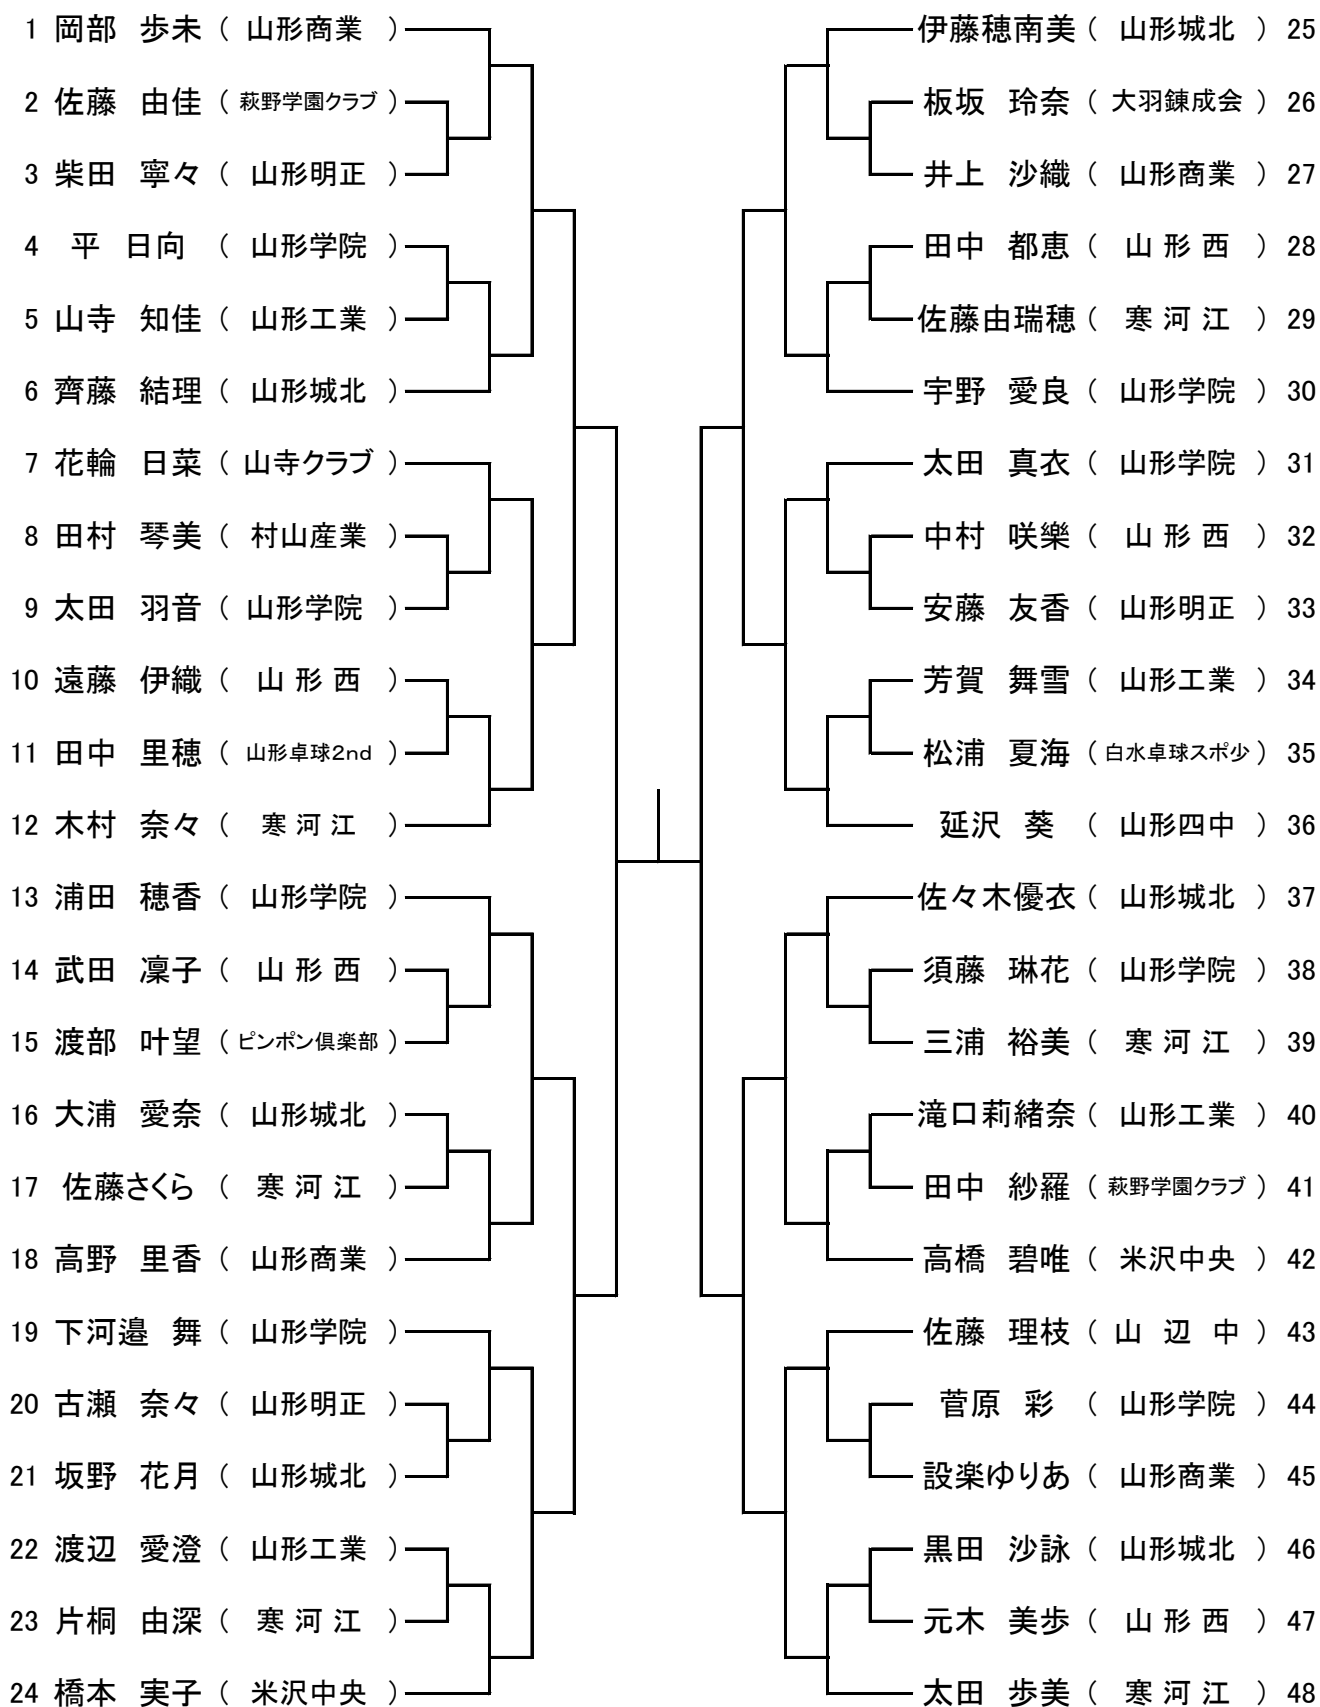 1 岡部 歩未 ( 山形商業 )
2 佐藤 由佳 ( 萩野学園クラブ )
3 柴田 寧々 ( 山形明正 )
4 平 日向 ( 山形学院 )
5 山寺 知佳 ( 山形工業 )
6 齊藤 結理 ( 山形城北 )
7 花輪 日菜 ( 山寺クラブ )
8 田村 琴美 ( 村山産業 )
9 太田 羽音 ( 山形学院 )
10 遠藤 伊織 ( 山形西 )
11 田中 里穂 ( 山形卓球2nd )
12 木村 奈々 ( 寒河江 )
13 浦田 穂香 ( 山形学院 )
14 武田 凜子 ( 山形西 )
15 渡部 叶望 ( ピンポン倶楽部 )
16 大浦 愛奈 ( 山形城北 )
17 佐藤さくら ( 寒河江 )
18 高野 里香 ( 山形商業 )
19 下河邉 舞 ( 山形学院 )
20 古瀬 奈々 ( 山形明正 )
21 坂野 花月 ( 山形城北 )
22 渡辺 愛澄 ( 山形工業 )
23 片桐 由深 ( 寒河江 )
24 橋本 実子 ( 米沢中央 )
伊藤穂南美 ( 山形城北 ) 25
板坂 玲奈 ( 大羽錬成会 ) 26
井上 沙織 ( 山形商業 ) 27
田中 都恵 ( 山形西 ) 28
佐藤由瑞穂 ( 寒河江 ) 29
宇野 愛良 ( 山形学院 ) 30
太田 真衣 ( 山形学院 ) 31
中村 咲樂 ( 山形西 ) 32
安藤 友香 ( 山形明正 ) 33
芳賀 舞雪 ( 山形工業 ) 34
松浦 夏海 ( 白水卓球スポ少 ) 35
延沢 葵 ( 山形四中 ) 36
佐々木優衣 ( 山形城北 ) 37
須藤 琳花 ( 山形学院 ) 38
三浦 裕美 ( 寒河江 ) 39
滝口莉緒奈 ( 山形工業 ) 40
田中 紗羅 ( 萩野学園クラブ ) 41
高橋 碧唯 ( 米沢中央 ) 42
佐藤 理枝 ( 山辺中 ) 43
菅原 彩 ( 山形学院 ) 44
設楽ゆりあ ( 山形商業 ) 45
黒田 沙詠 ( 山形城北 ) 46
元木 美歩 ( 山形西 ) 47
太田 歩美 ( 寒河江 ) 48